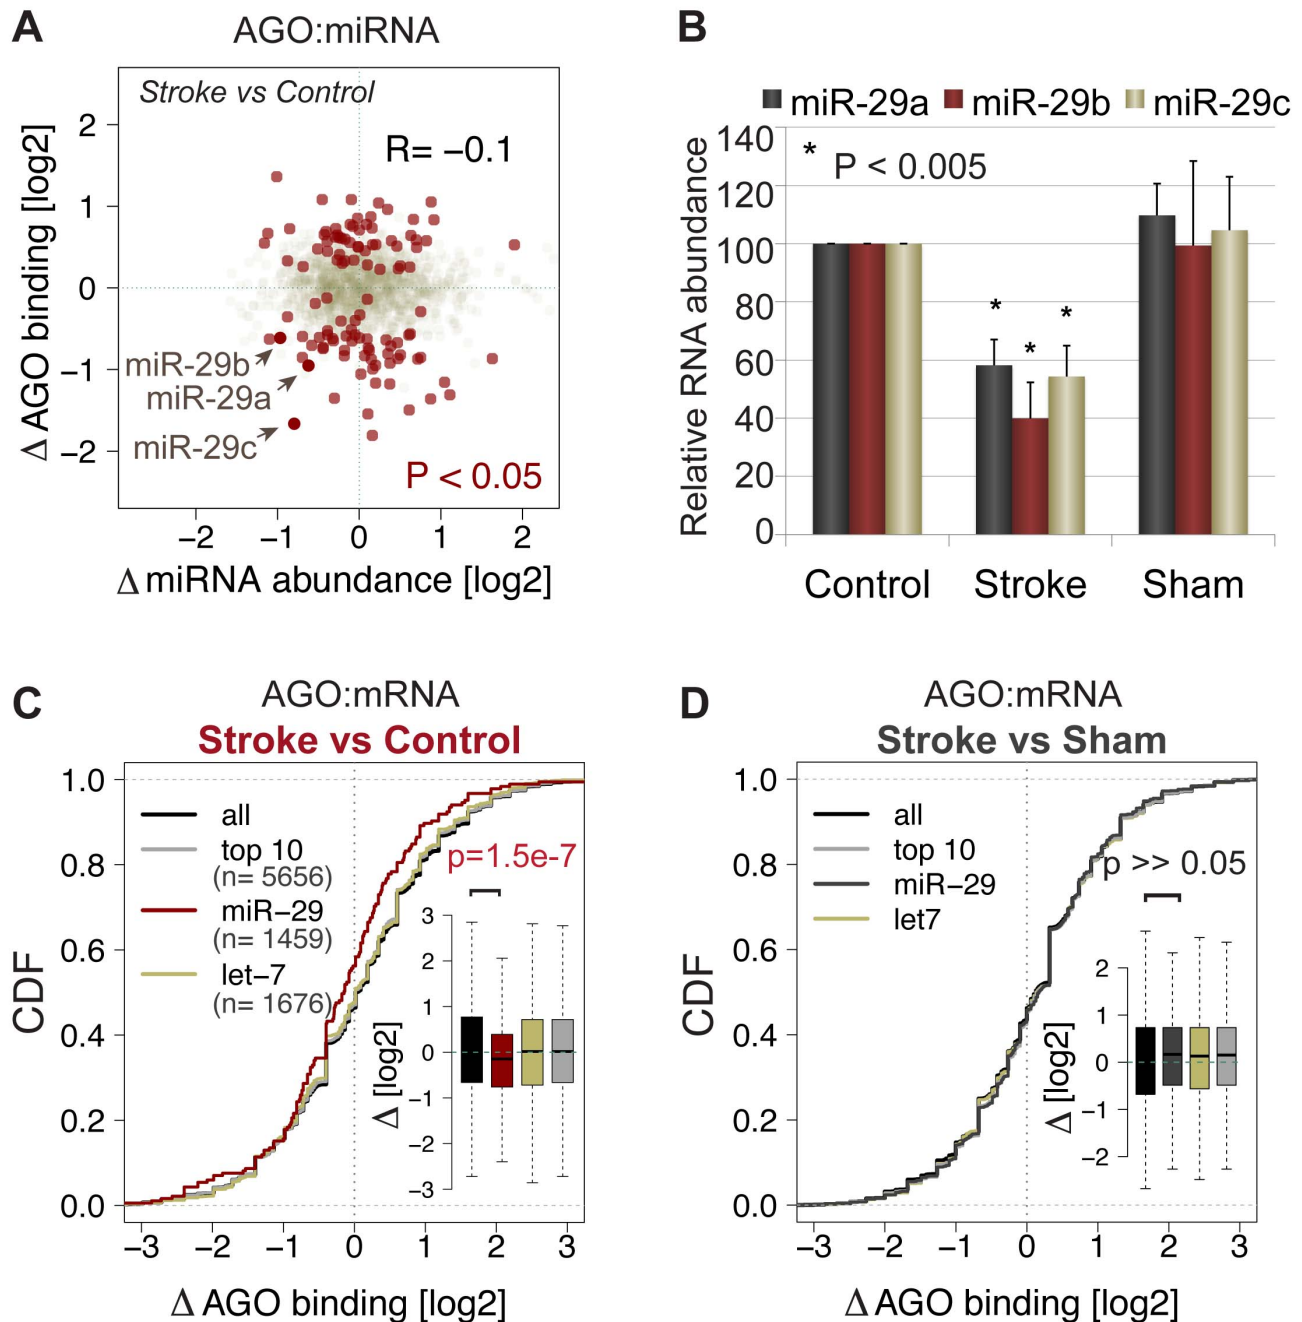 A
AGO:miRNA
Stroke vs Control
R= −0.1
miR-29b
miR-29a
miR-29c
P < 0.05
2
1
0
−1
−2
−2 −1 0 1 2
Δ AGO binding [log2]
Δ miRNA abundance [log2]
B
miR-29a miR-29b miR-29c
* P < 0.005
140
120
100
80
60
40
20
0
Relative RNA abundance
* * *
Control Stroke Sham
C
AGO:mRNA
Stroke vs Control
1.0
0.8
0.6
0.4
0.2
0.0
CDF
all
top 10
(n= 5656)
miR−29
(n= 1459)
let−7
(n= 1676)
p=1.5e-7
3
2
1
0
−1
−2
−3
Δ [log2]
−3 −2 −1 0 1 2 3
Δ AGO binding [log2]
D
AGO:mRNA
Stroke vs Sham
1.0
0.8
0.6
0.4
0.2
0.0
CDF
all
top 10
miR−29
let7
p >> 0.05
2
1
0
−1
−2
Δ [log2]
−3 −2 −1 0 1 2 3
Δ AGO binding [log2]